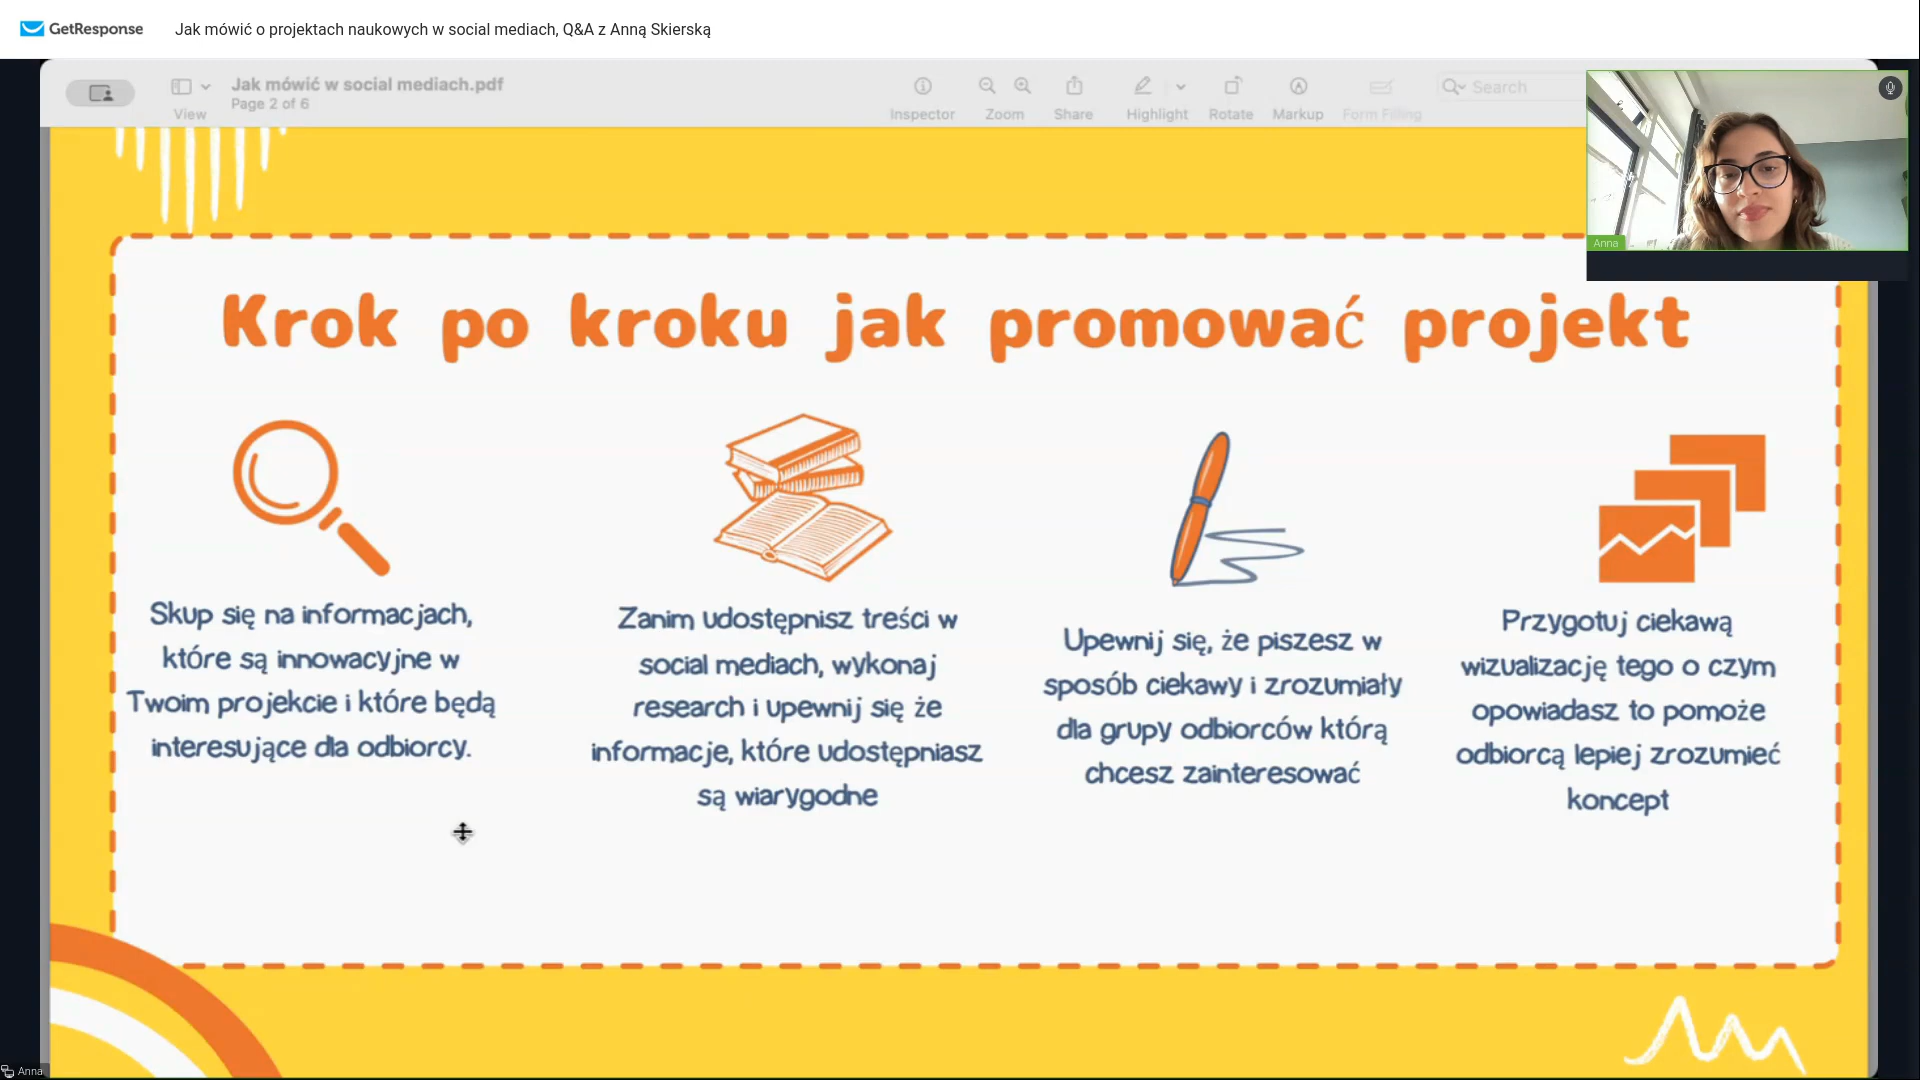 GetResponse
Jak mówić o projektach naukowych w social mediach, Q&A z Anną Skierską
Jak mówić w social mediach.pdf
Page 2 of 6
View
Inspector
Zoom
Share
Highlight
Rotate
Markup
Form Filling
Search
Anna
Krok po kroku jak promować projekt
Skup się na informacjach,
które są innowacyjne w
Twoim projekcie i które będą
interesujące dla odbiorcy.
Zanim udostępnisz treści w
social mediach, wykonaj
research i upewnij się że
informacje, które udostępniasz
są wiarygodne
Upewnij się, że piszesz w
sposób ciekawy i zrozumiały
dla grupy odbiorców którą
chcesz zainteresować
Przygotuj ciekawą
wizualizację tego o czym
opowiadasz to pomoże
odbiorcą lepiej zrozumieć
koncept
Anna